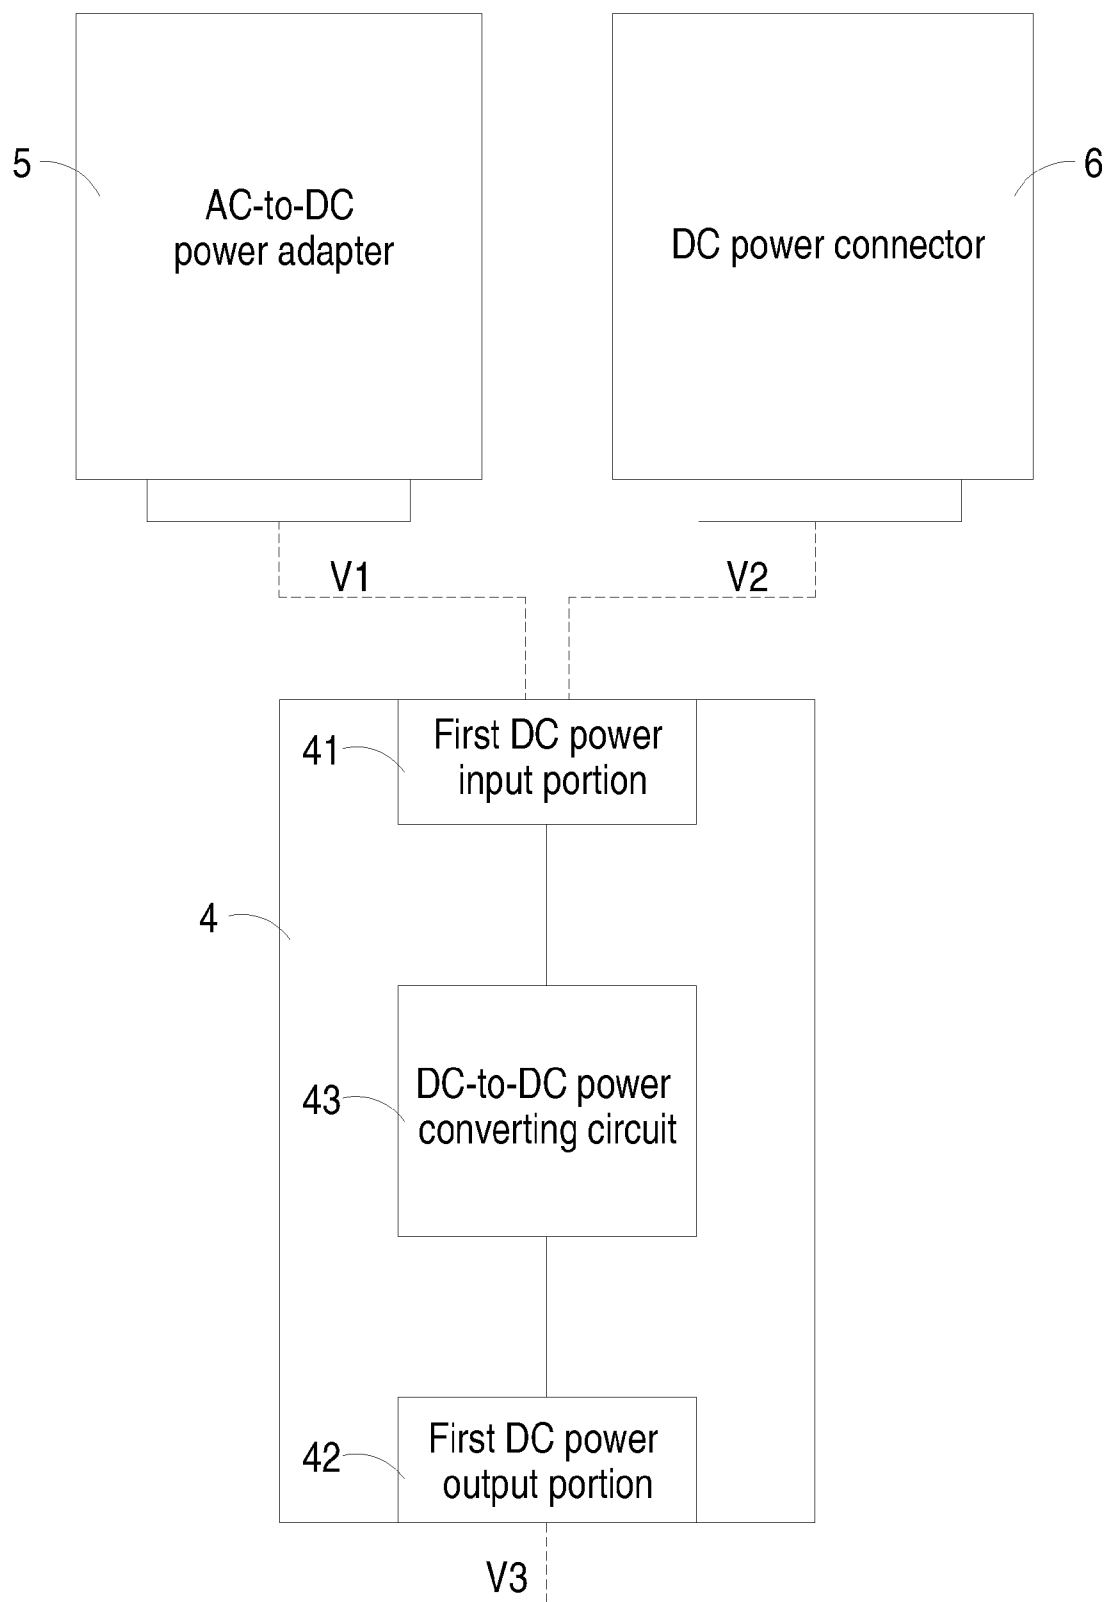 5
AC-to-DC
power adapter
DC power connector
6
V1
V2
41
First DC power
input portion
4
43
DC-to-DC power
converting circuit
42
First DC power
output portion
V3